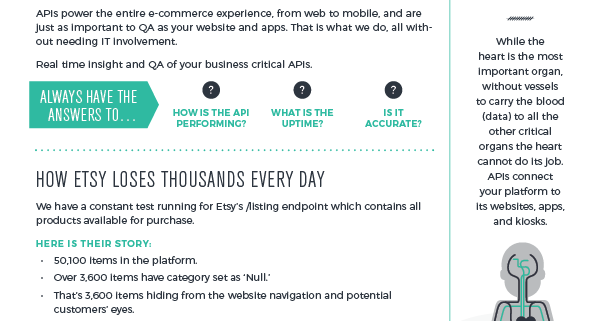 APIs power the entire e-commerce experience, from web to mobile, and are
just as important to QA as your website and apps. That is what we do, all with-
out needing IT involvement.
Real time insight and QA of your business critical APIs.
ALWAYS HAVE THE
ANSWERS TO...
?
HOW IS THE API
PERFORMING?
?
WHAT IS THE
UPTIME?
?
IS IT
ACCURATE?
HOW ETSY LOSES THOUSANDS EVERY DAY
We have a constant test running for Etsy's /listing endpoint which contains all
products available for purchase.
HERE IS THEIR STORY:
· 50,100 items in the platform.
· Over 3,600 items have category set as 'Null.'
· That's 3,600 items hiding from the website navigation and potential
customers' eyes.
While the
heart is the most
important organ,
without vessels
to carry the blood
(data) to all the
other critical
organs the heart
cannot do its job.
APIs connect
your platform to
its websites, apps,
and kiosks.